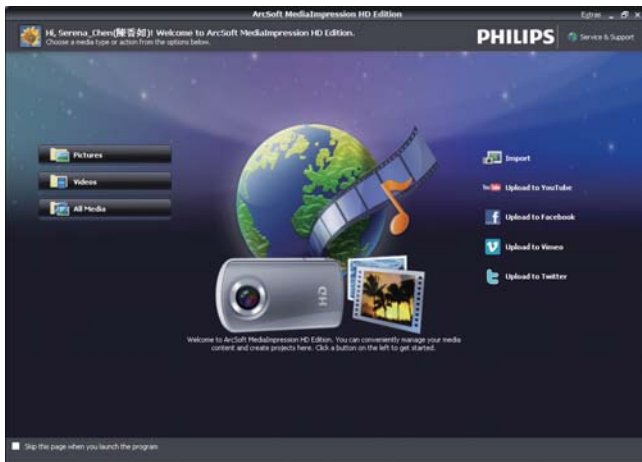 ArcSoft MediaImpression HD Edition
Extras
Hi, Serena_Chen(陳香如)! Welcome to ArcSoft MediaImpression HD Edition.
Choose a media type or action from the options below.
PHILIPS
Service & Support
Pictures
Videos
All Media
Import
Upload to YouTube
Upload to Facebook
Upload to Vimeo
Upload to Twitter
HD
Welcome to ArcSoft MediaImpression HD Edition. You can conveniently manage your media
content and create projects here. Click a button on the left to get started.
Skip this page when you launch the program